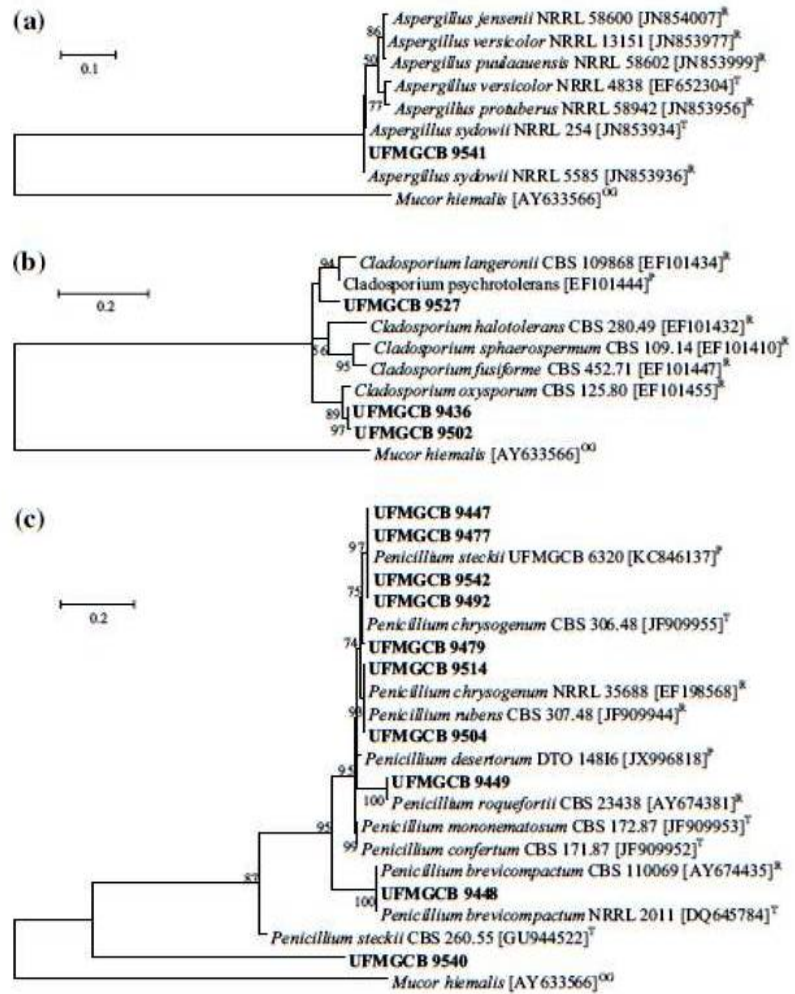 (a)
0.1
86
50
77
Aspergillus jensenii NRRL 58600 [JN854007]R
Aspergillus versicolor NRRL 13151 [JN853977]R
Aspergillus puulaauensis NRRL 58602 [JN853999]R
Aspergillus versicolor NRRL 4838 [EF652304]T
Aspergillus protuberus NRRL 58942 [JN853956]R
Aspergillus sydowii NRRL 254 [JN853934]T
UFMGCB 9541
Aspergillus sydowii NRRL 5585 [JN853936]R
Mucor hiemalis [AY633566]OG
(b)
0.2
94
56
95
89
97
Cladosporium langeronii CBS 109868 [EF101434]R
Cladosporium psychrotolerans [EF101444]P
UFMGCB 9527
Cladosporium halotolerans CBS 280.49 [EF101432]R
Cladosporium sphaerospermum CBS 109.14 [EF101410]R
Cladosporium fusiforme CBS 452.71 [EF101447]R
Cladosporium oxysporum CBS 125.80 [EF101455]R
UFMGCB 9436
UFMGCB 9502
Mucor hiemalis [AY633566]OG
(c)
0.2
97
75
74
95
100
95
99
87
100
UFMGCB 9447
UFMGCB 9477
Penicillium steckii UFMGCB 6320 [KC846137]P
UFMGCB 9542
UFMGCB 9492
Penicillium chrysogenum CBS 306.48 [JF909955]T
UFMGCB 9479
UFMGCB 9514
Penicillium chrysogenum NRRL 35688 [EF198568]R
Penicillium rubens CBS 307.48 [JF909944]R
UFMGCB 9504
Penicillium desertorum DTO 148I6 [JX996818]P
UFMGCB 9449
Penicillium roquefortii CBS 23438 [AY674381]R
Penicillium mononematosum CBS 172.87 [JF909953]T
Penicillium confertum CBS 171.87 [JF909952]T
Penicillium brevicompactum CBS 110069 [AY674435]R
UFMGCB 9448
Penicillium brevicompactum NRRL 2011 [DQ645784]T
Penicillium steckii CBS 260.55 [GU944522]T
UFMGCB 9540
Mucor hiemalis [AY633566]OG